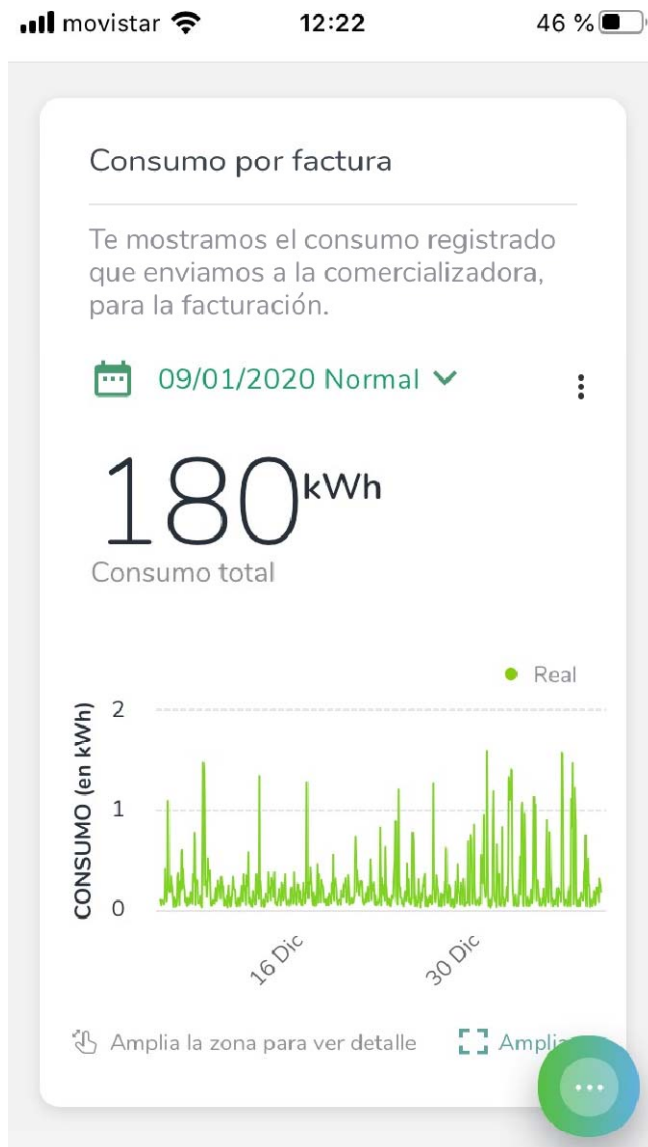 movistar 12:22 46 %
Consumo por factura
Te mostramos el consumo registrado
que enviamos a la comercializadora,
para la facturación.
09/01/2020 Normal
180 kWh
Consumo total
Real
CONSUMO (en kWh)
2
1
0
16 Dic
30 Dic
Amplia la zona para ver detalle